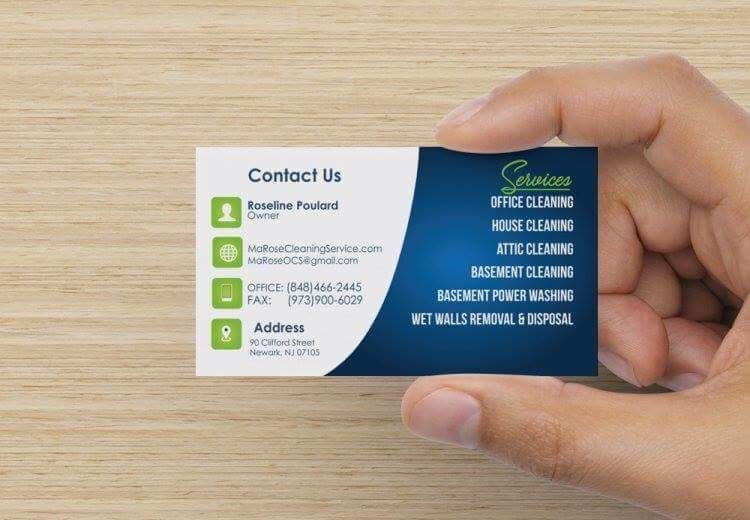 Contact Us
Roseline Poulard
Owner
MaRoseCleaningService.com
MaRoseOCS@gmail.com
OFFICE: (848)466-2445
FAX: (973)900-6029
Address
90 Clifford Street
Newark, NJ 07105
Services
OFFICE CLEANING
HOUSE CLEANING
ATTIC CLEANING
BASEMENT CLEANING
BASEMENT POWER WASHING
WET WALLS REMOVAL & DISPOSAL